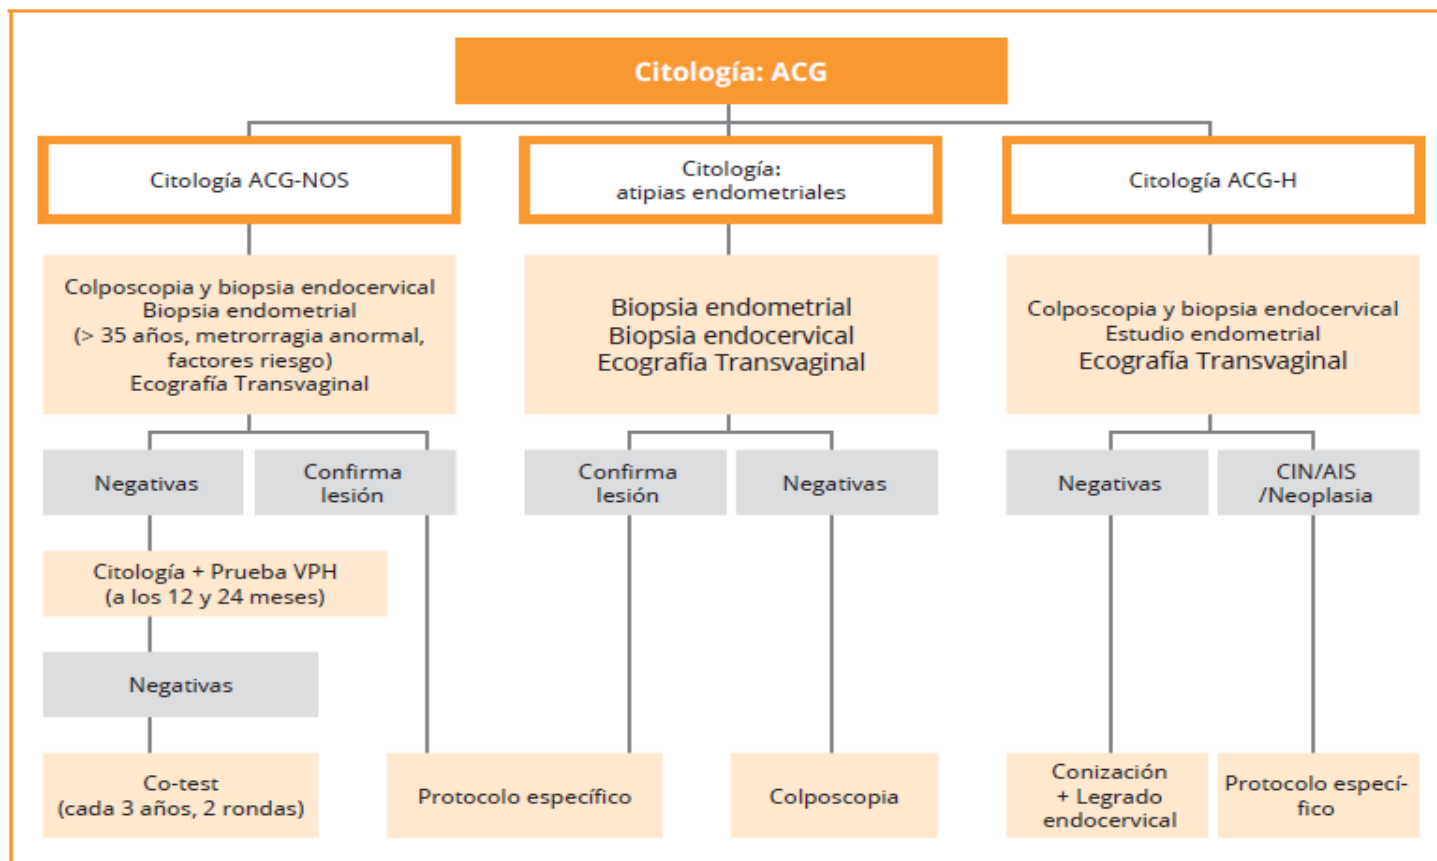 Citología: ACG
Citología ACG-NOS
Citología:
atipias endometriales
Citología ACG-H
Colposcopia y biopsia endocervical
Biopsia endometrial
(> 35 años, metrorragia anormal,
factores riesgo)
Ecografía Transvaginal
Biopsia endometrial
Biopsia endocervical
Ecografía Transvaginal
Colposcopia y biopsia endocervical
Estudio endometrial
Ecografía Transvaginal
Negativas
Confirma
lesión
Confirma
lesión
Negativas
Negativas
CIN/AIS
/Neoplasia
Citología + Prueba VPH
(a los 12 y 24 meses)
Negativas
Co-test
(cada 3 años, 2 rondas)
Protocolo específico
Colposcopia
Conización
+ Legrado
endocervical
Protocolo especí-
fico